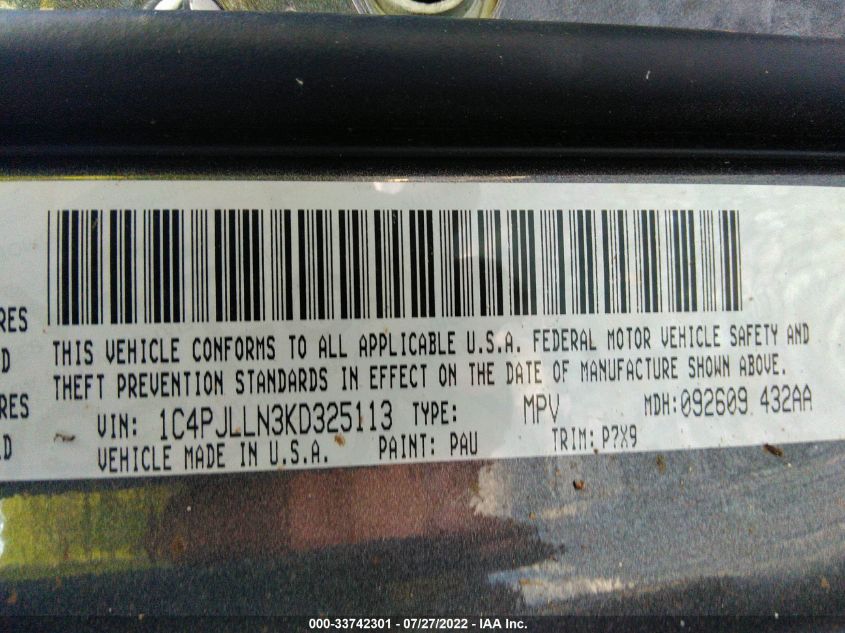 RES
D
RES
D
THIS VEHICLE CONFORMS TO ALL APPLICABLE U.S.A. FEDERAL MOTOR VEHICLE SAFETY AND
THEFT PREVENTION STANDARDS IN EFFECT ON THE DATE OF MANUFACTURE SHOWN ABOVE.
VIN: 1C4PJLLN3KD325113 TYPE: MPV MDH:092609 432AA
VEHICLE MADE IN U.S.A. PAINT: PAU TRIM: P7X9
000-33742301 - 07/27/2022 - IAA Inc.